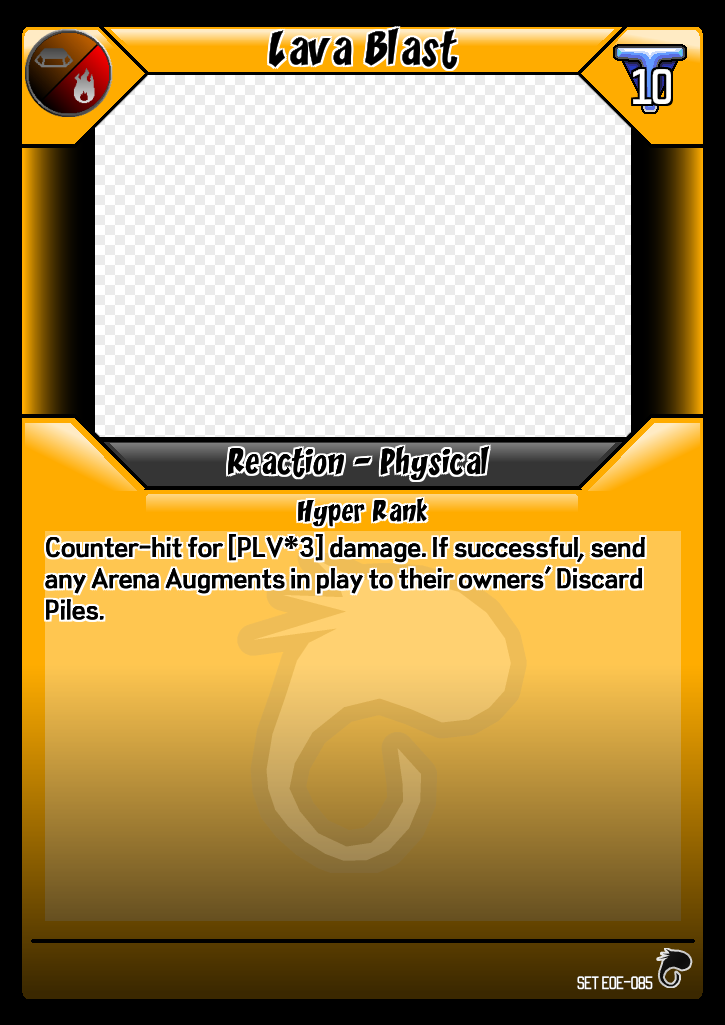 Lava Blast
10
Reaction - Physical
Hyper Rank
Counter-hit for [PLV*3] damage. If successful, send
any Arena Augments in play to their owners' Discard
Piles.
SET EOE-085